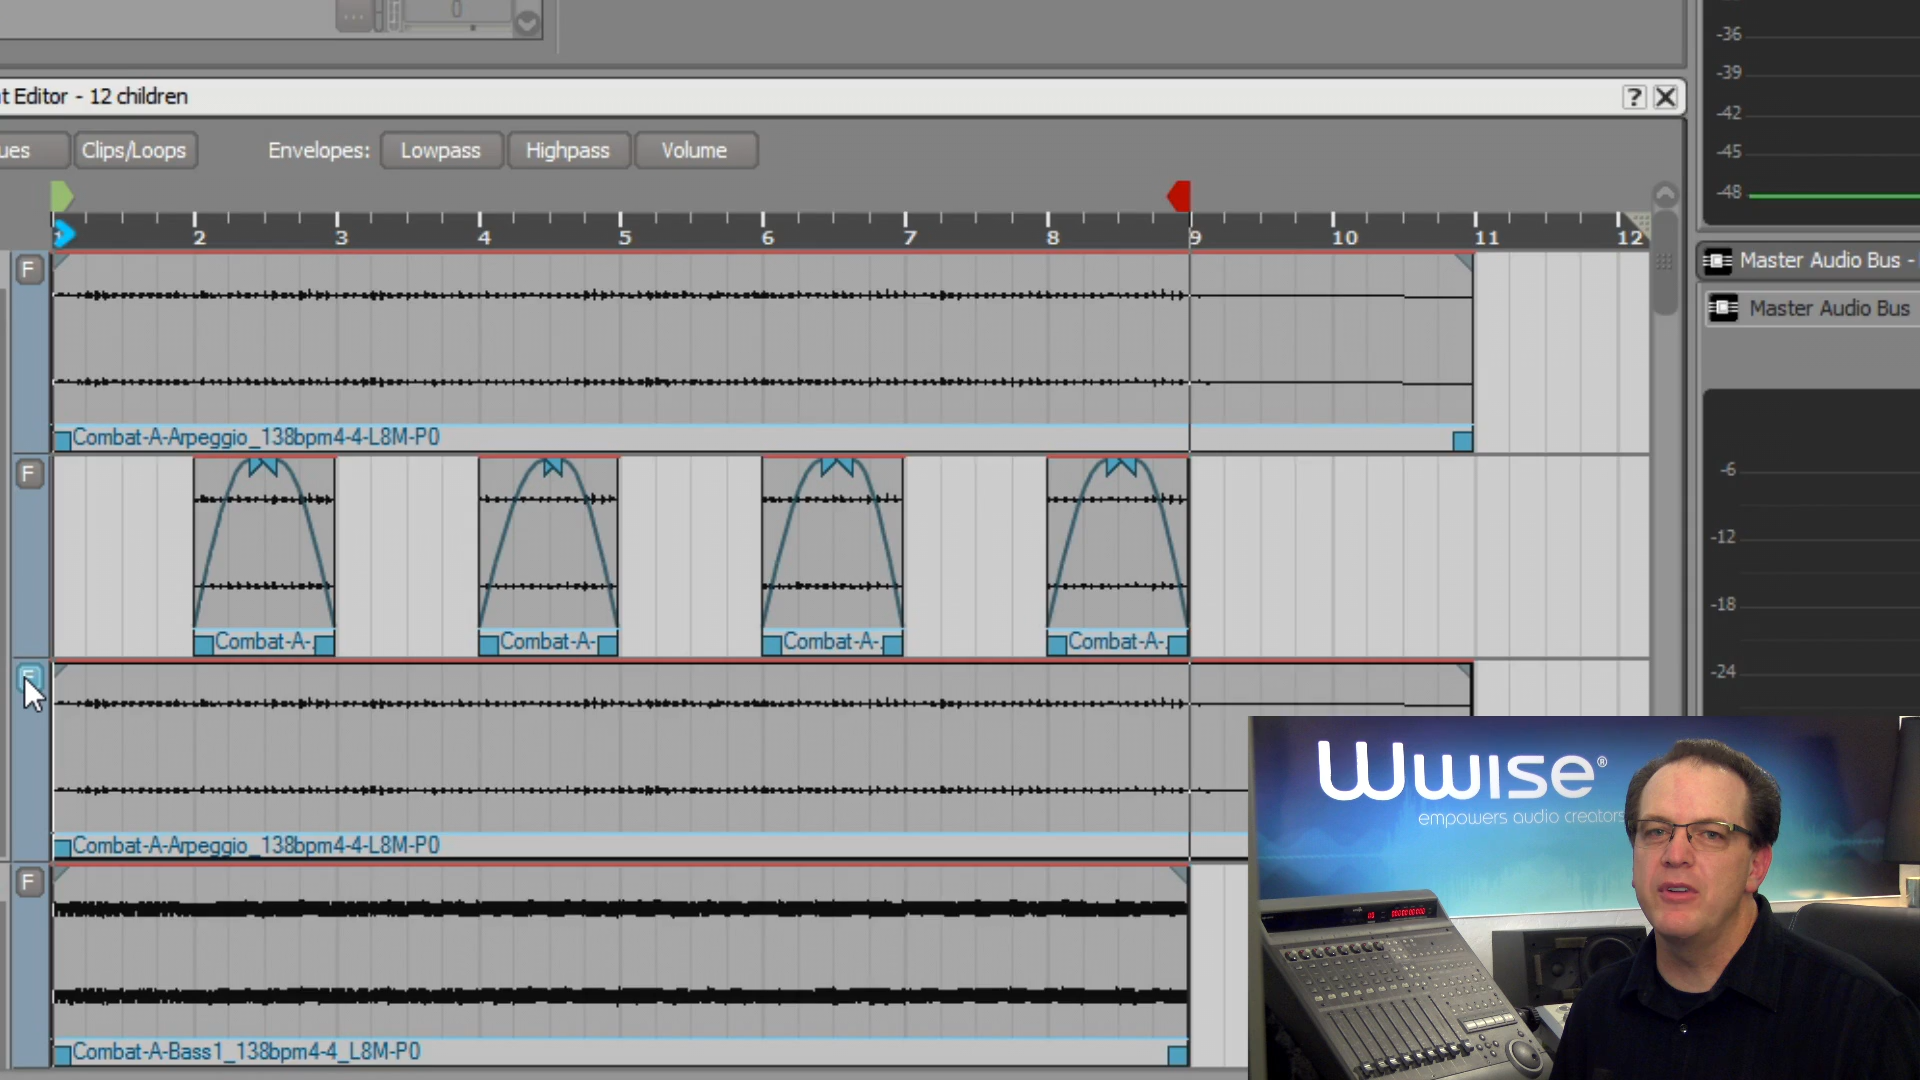 0
t Editor - 12 children
ues
Clips/Loops
Envelopes:
Lowpass
Highpass
Volume
1 2 3 4 5 6 7 8 9 10 11 12
F
Combat-A-Arpeggio_138bpm4-4-L8M-P0
F
Combat-A-.
Combat-A-.
Combat-A-.
Combat-A-.
Combat-A-Arpeggio_138bpm4-4-L8M-P0
F
Combat-A-Bass1_138bpm4-4_L8M-P0
-36
-39
-42
-45
-48
Master Audio Bus -
Master Audio Bus
-6
-12
-18
-24
Wwise®
empowers audio creators